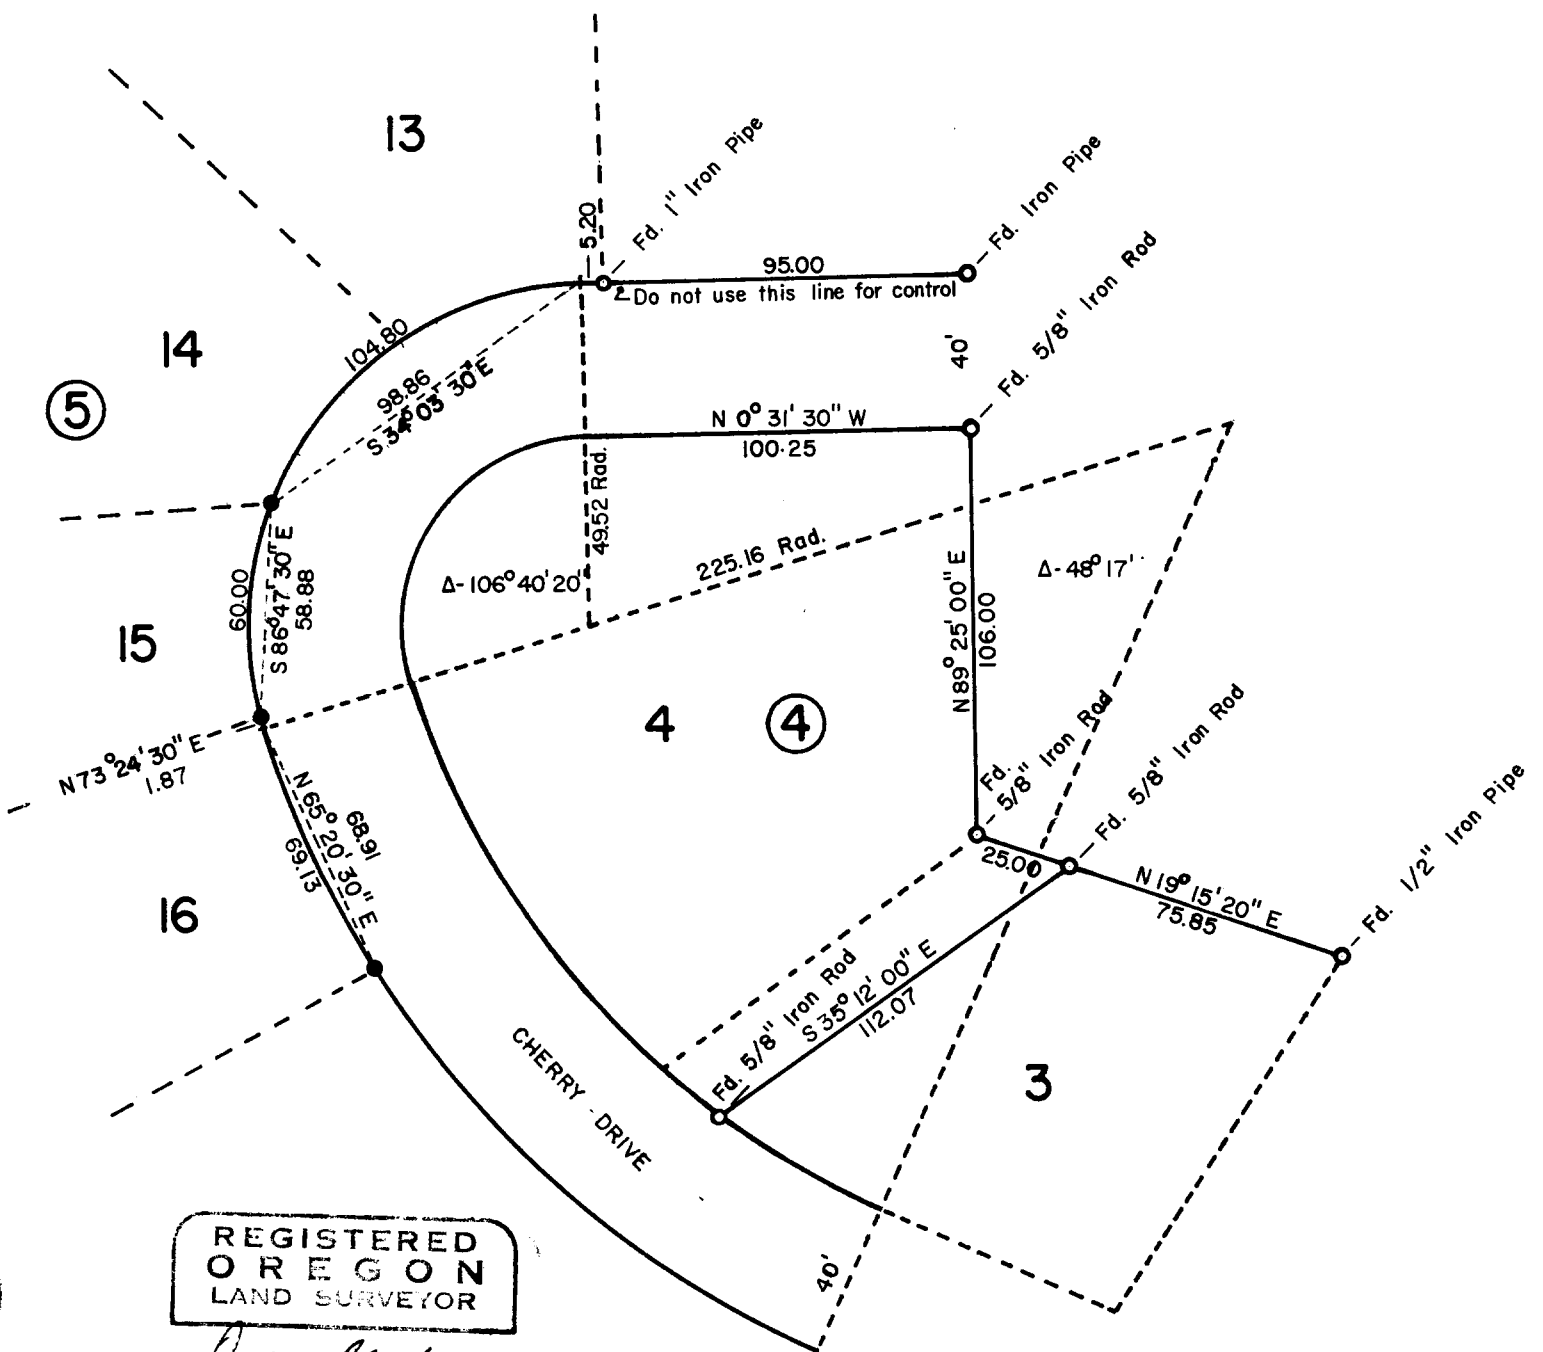 13
Fd. 1" Iron Pipe
Fd. Iron Pipe
5.20
Fd. 5/8" Iron Rod
95.00
Do not use this line for control
14
104.80
40'
98.86
S 34° 03' 30" E
5
N 0° 31' 30" W
100.25
49.52 Rad.
225.16 Rad.
Δ-106° 40' 20"
Δ-48° 17'
60.00
S 86° 47' 30" E
58.88
N 89° 25' 00" E
106.00
15
4
4
N 73° 24' 30" E
1.87
Fd.
5/8" Iron Rod
Fd. 5/8" Iron Rod
Fd. 1/2" Iron Pipe
68.91
N 65° 20' 30" E
69.13
25.00
N 19° 15' 20" E
75.85
16
Fd. 5/8" Iron Rod
S 35° 12' 00" E
112.07
CHERRY - DRIVE
3
40'
REGISTERED
OREGON
LAND SURVEYOR